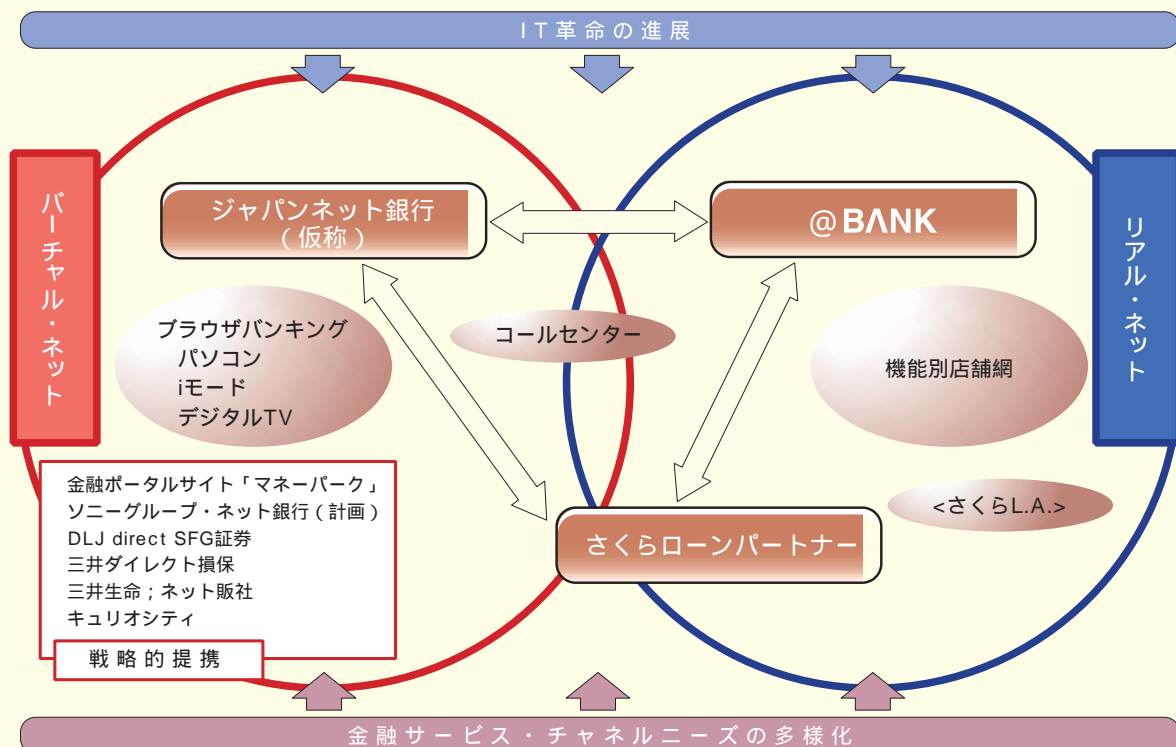 IT革命の進展
バーチャル・ネット
ジャパンネット銀行
（仮称）
@BANK
リアル・ネット
ブラウザバンキング
パソコン
iモード
デジタルTV
コールセンター
機能別店舗網
金融ポータルサイト「マネーパーク」
ソニーグループ・ネット銀行（計画）
DLJ direct SFG証券
三井ダイレクト損保
三井生命；ネット販社
キュリオシティ
戦略的提携
さくらローンパートナー
<さくらL.A.>
金融サービス・チャネルニーズの多様化